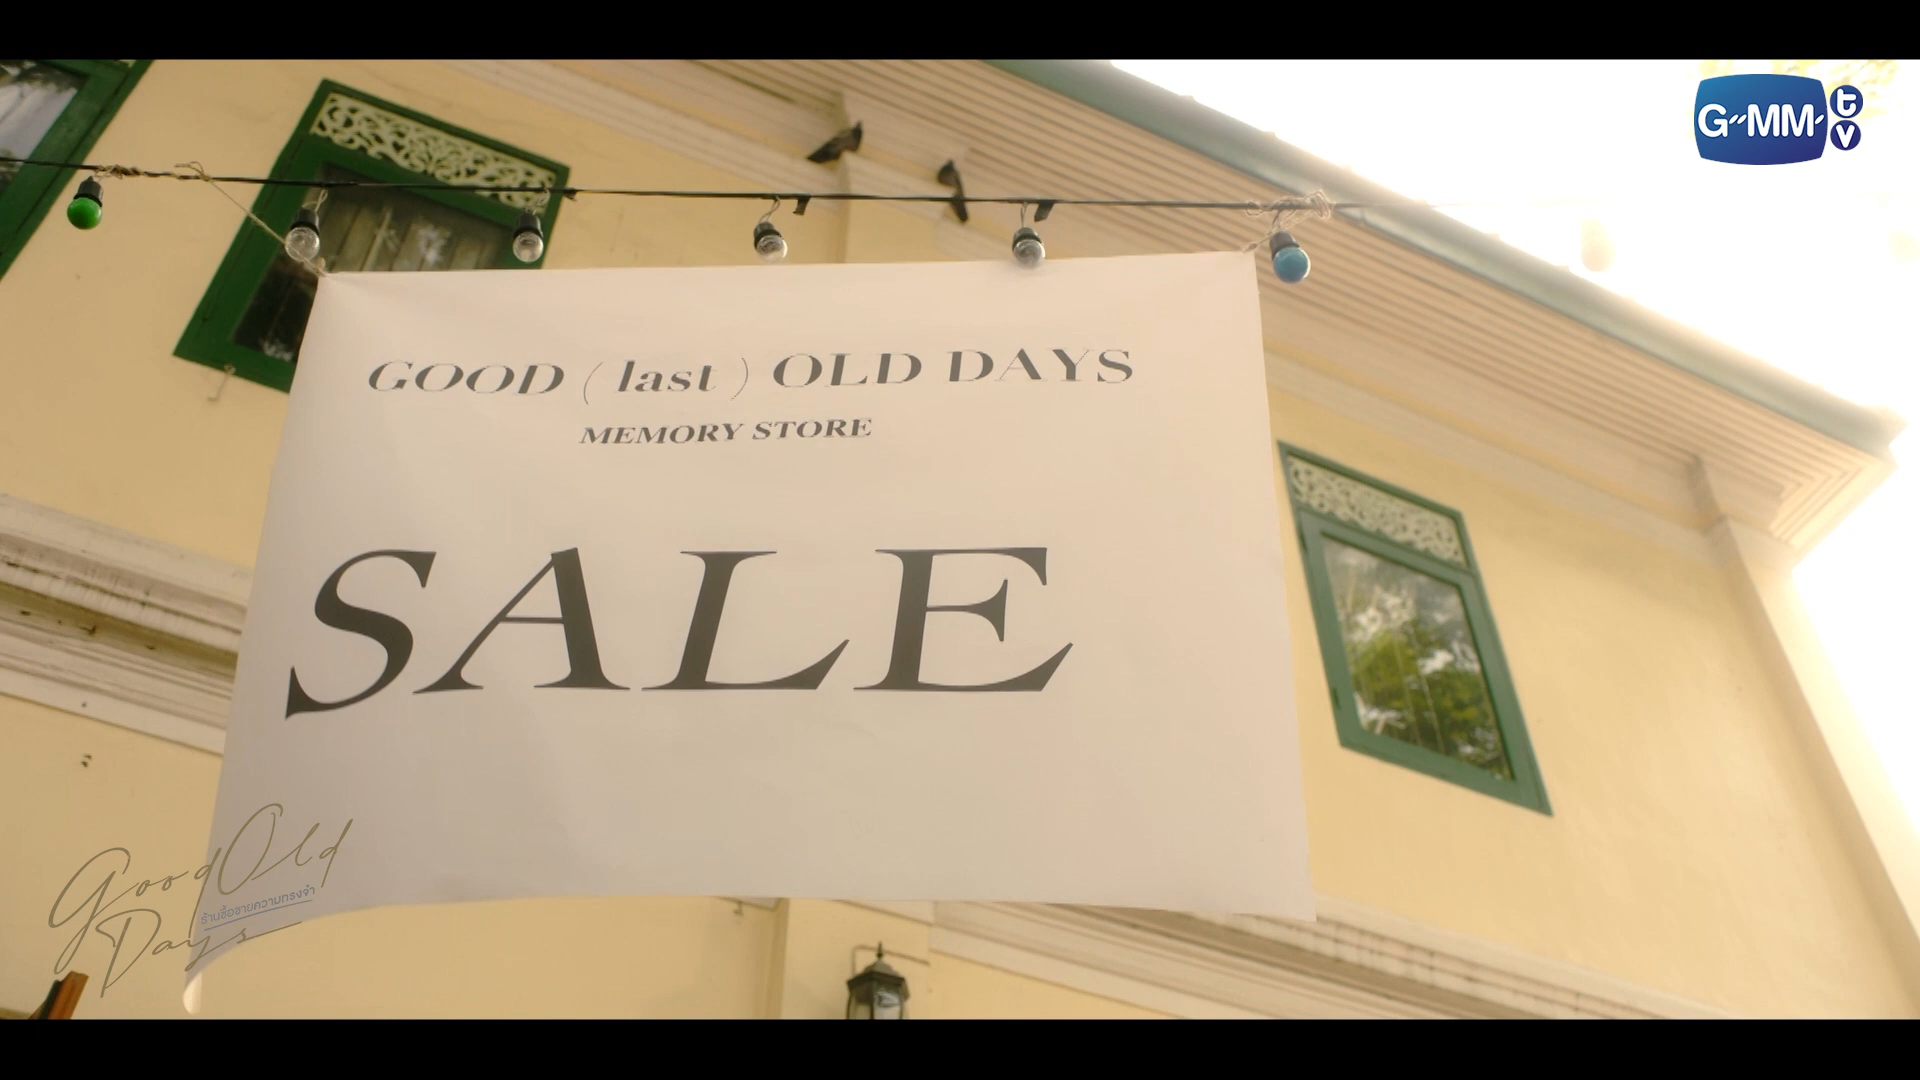 G-MM-tv
GOOD (last) OLD DAYS
MEMORY STORE
SALE
Good Old
ร้านซื้อขายความทรงจำ
Days